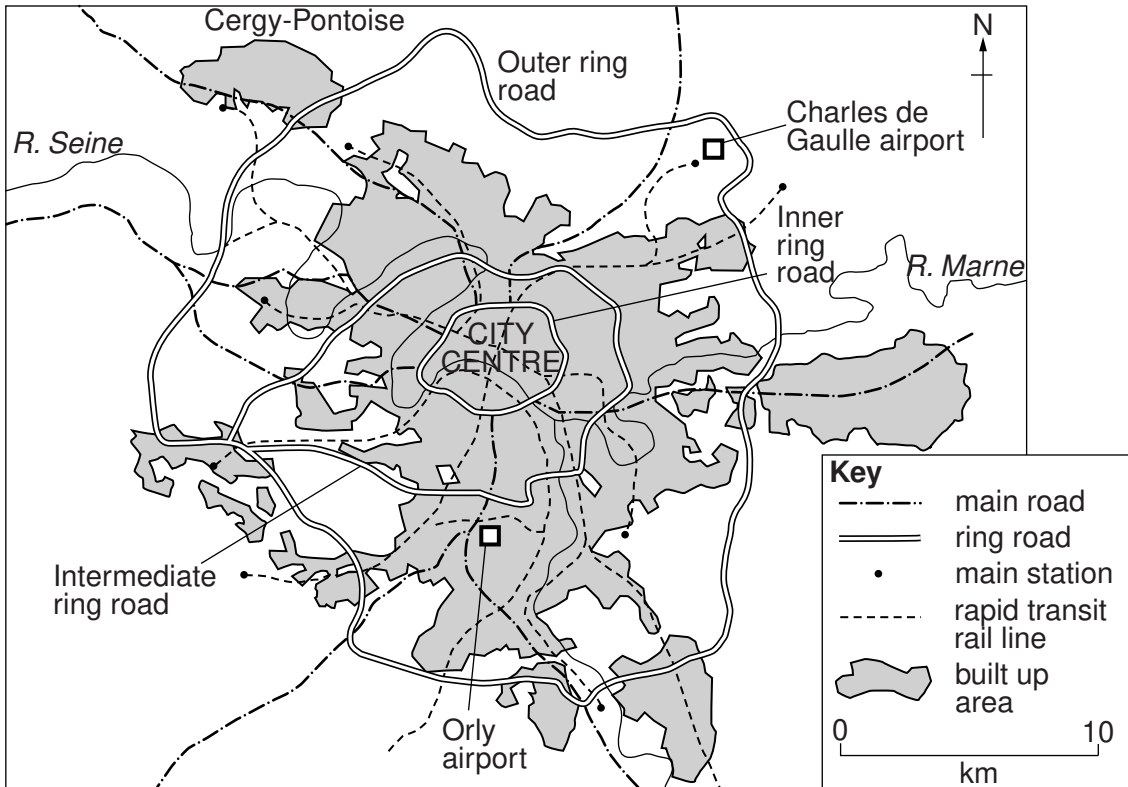 Cergy-Pontoise
Outer ring
road
N
Charles de
Gaulle airport
R. Seine
Inner
ring
road
R. Marne
CITY
CENTRE
Intermediate
ring road
Orly
airport
Key
main road
ring road
main station
rapid transit
rail line
built up
area
0 10
km